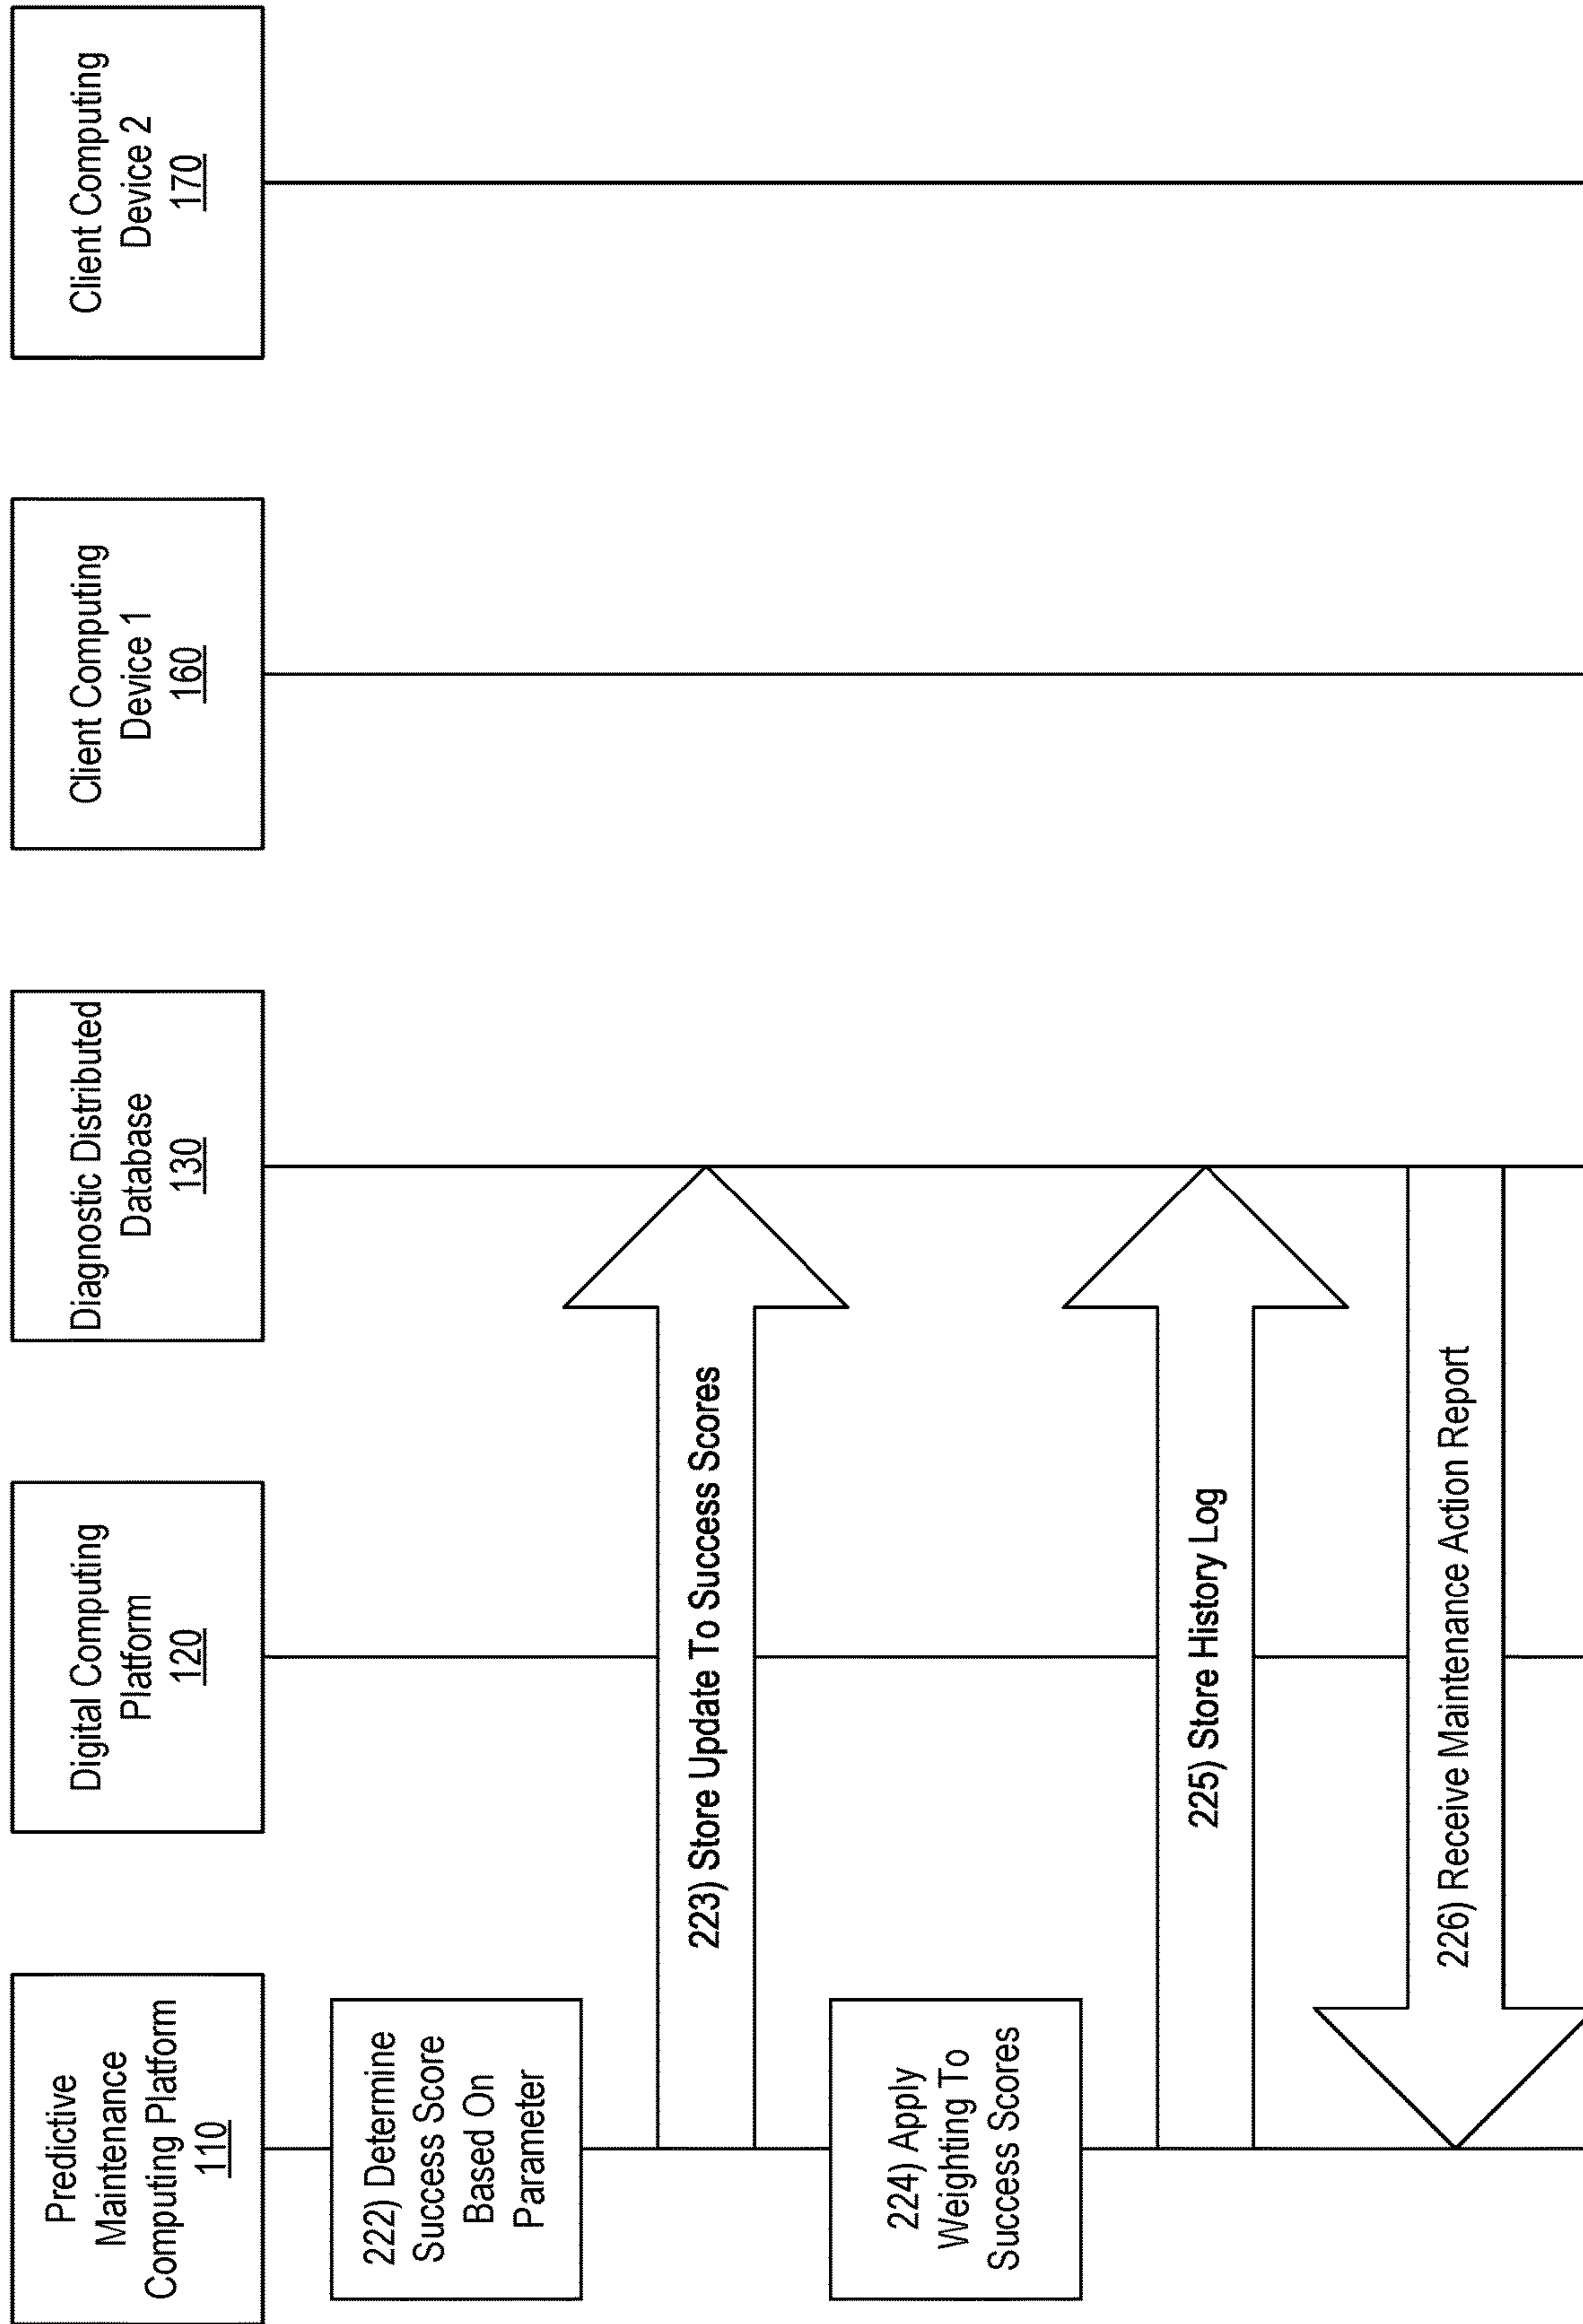 Predictive
Maintenance
Computing Platform
110
Digital Computing
Platform
120
Diagnostic Distributed
Database
130
Client Computing
Device 1
160
Client Computing
Device 2
170
222) Determine
Success Score
Based On
Parameter
223) Store Update To Success Scores
224) Apply
Weighting To
Success Scores
225) Store History Log
226) Receive Maintenance Action Report